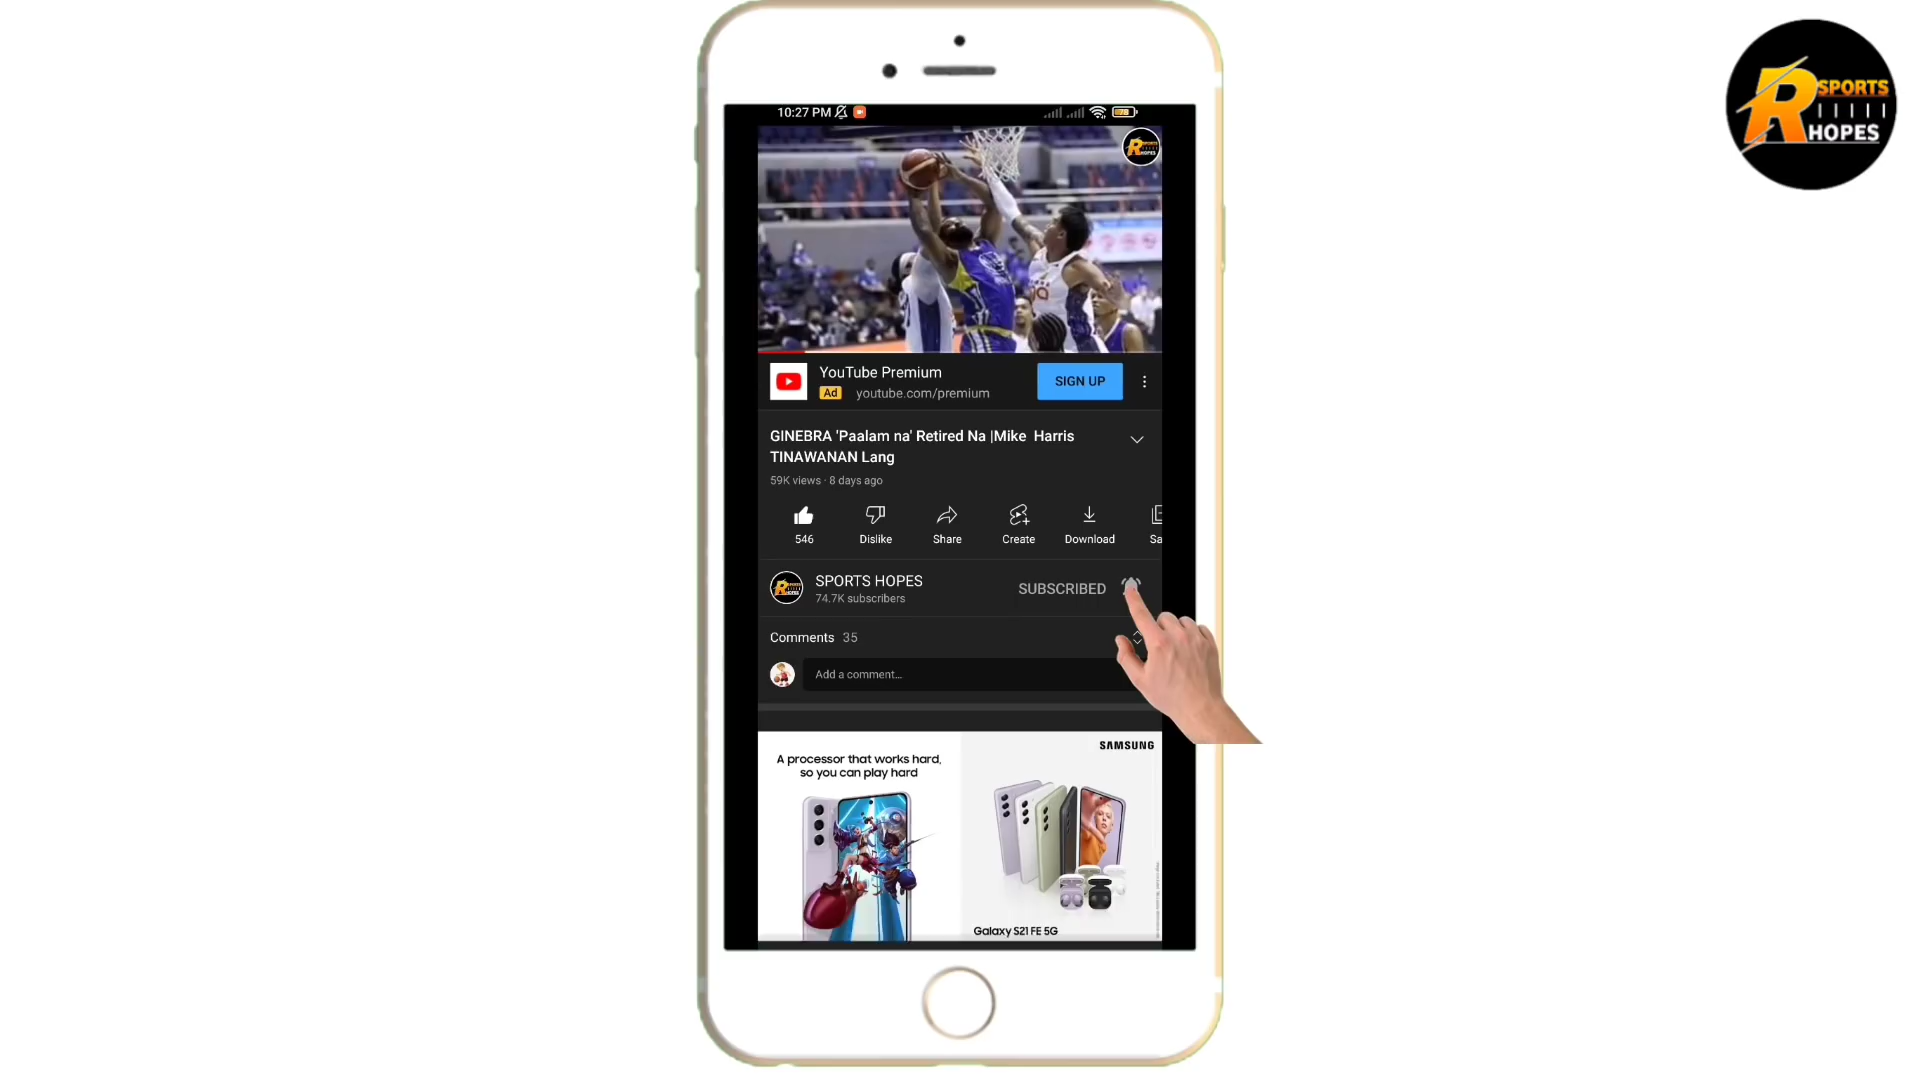 SPORTS
HOPES
10:27 PM
YouTube Premium
Ad youtube.com/premium
SIGN UP
GINEBRA 'Paalam na' Retired Na |Mike Harris
TINAWANAN Lang
59K views · 8 days ago
546
Dislike
Share
Create
Download
Sa
SPORTS HOPES
74.7K subscribers
SUBSCRIBED
Comments 35
Add a comment...
A processor that works hard,
so you can play hard
SAMSUNG
Galaxy S21 FE 5G